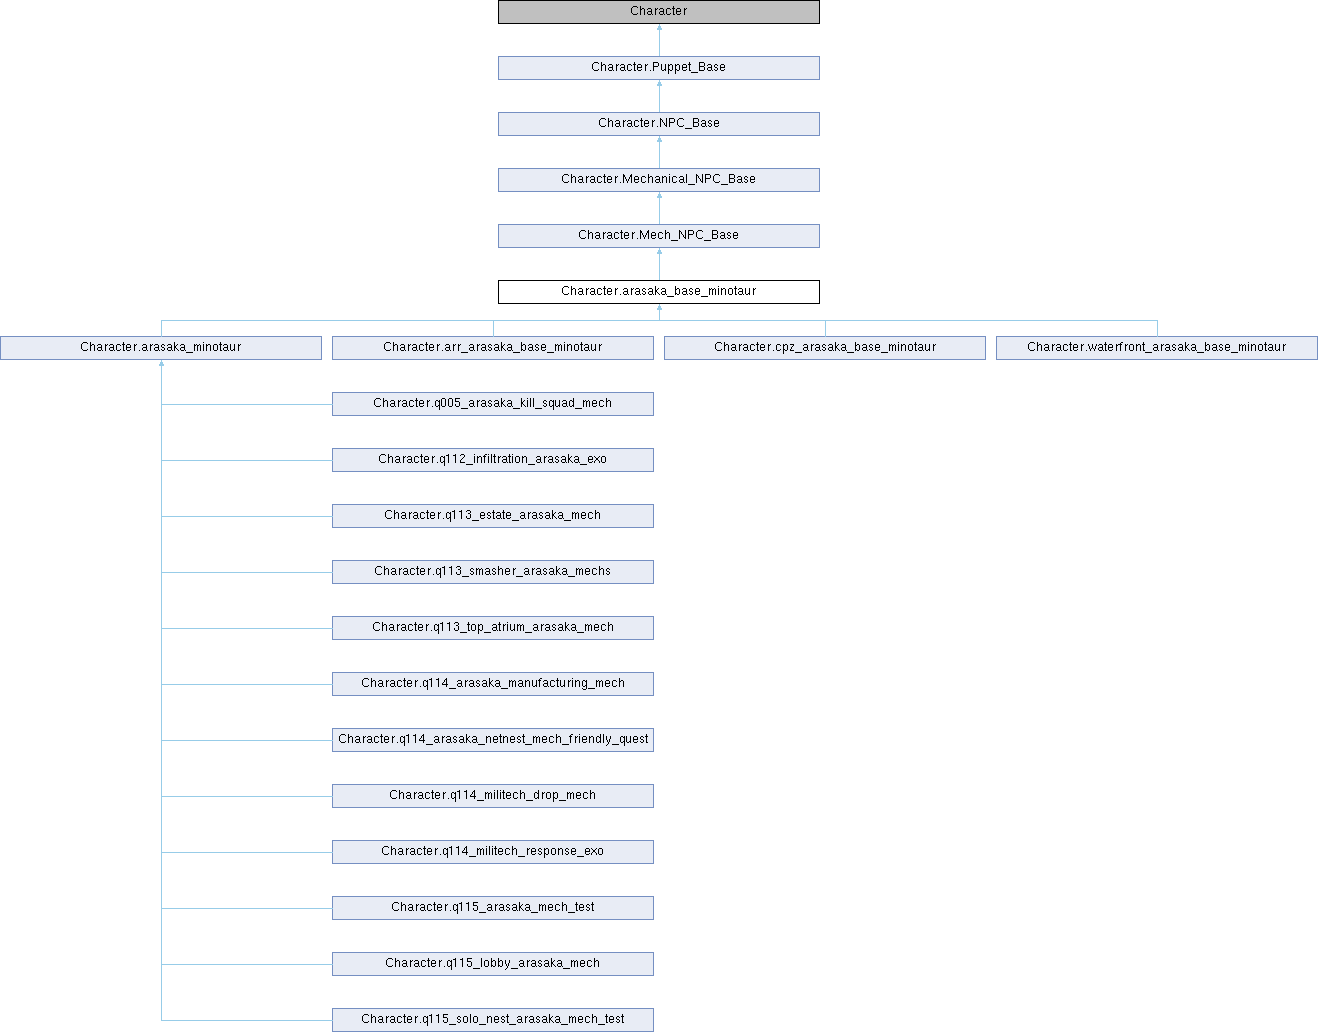 Character
Character.Puppet_Base
Character.NPC_Base
Character.Mechanical_NPC_Base
Character.Mech_NPC_Base
Character.arasaka_base_minotaur
Character.arasaka_minotaur
Character.arr_arasaka_base_minotaur
Character.cpz_arasaka_base_minotaur
Character.waterfront_arasaka_base_minotaur
Character.q005_arasaka_kill_squad_mech
Character.q112_infiltration_arasaka_exo
Character.q113_estate_arasaka_mech
Character.q113_smasher_arasaka_mechs
Character.q113_top_atrium_arasaka_mech
Character.q114_arasaka_manufacturing_mech
Character.q114_arasaka_netnest_mech_friendly_quest
Character.q114_militech_drop_mech
Character.q114_militech_response_exo
Character.q115_arasaka_mech_test
Character.q115_lobby_arasaka_mech
Character.q115_solo_nest_arasaka_mech_test